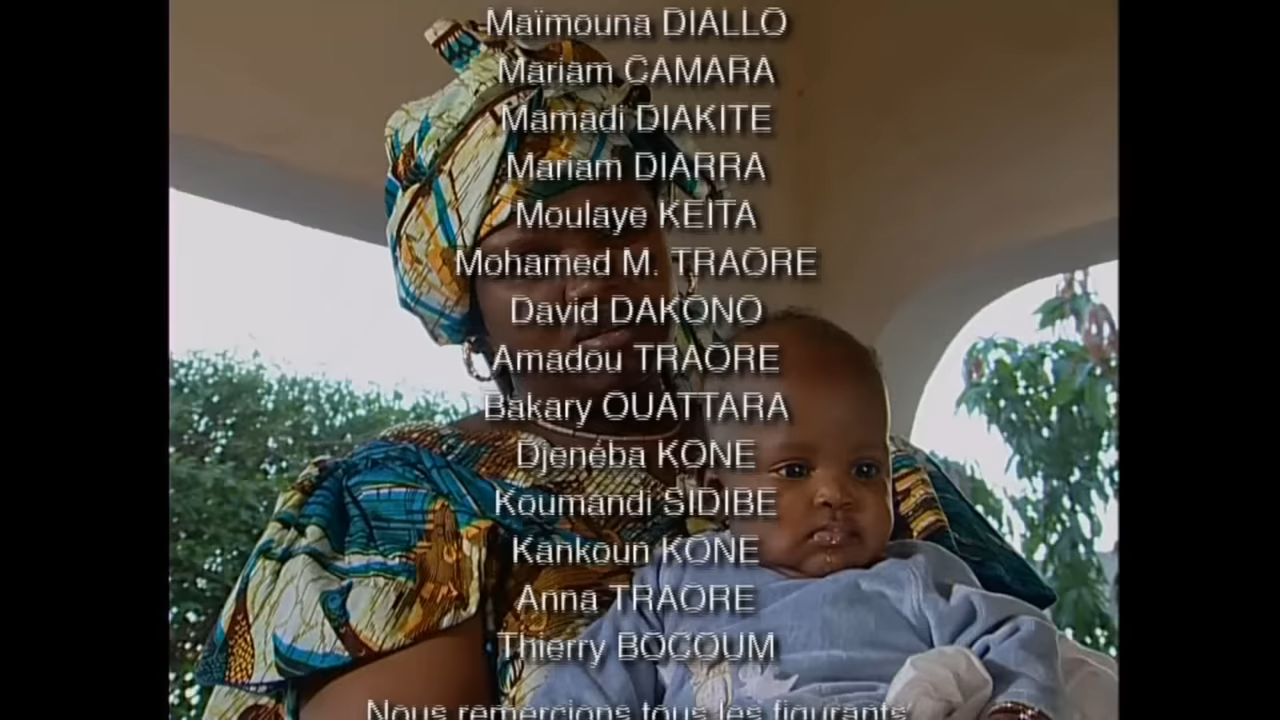 Maïmouna DIALLO
Mariam CAMARA
Mamadi DIAKITE
Mariam DIARRA
Moulaye KEITA
Mohamed M. TRAORE
David DAKONO
Amadou TRAORE
Bakary OUATTARA
Djenéba KONE
Koumandi SIDIBE
Kankoun KONE
Anna TRAORE
Thierry BOCOUM
Nous remercions tous les figurants